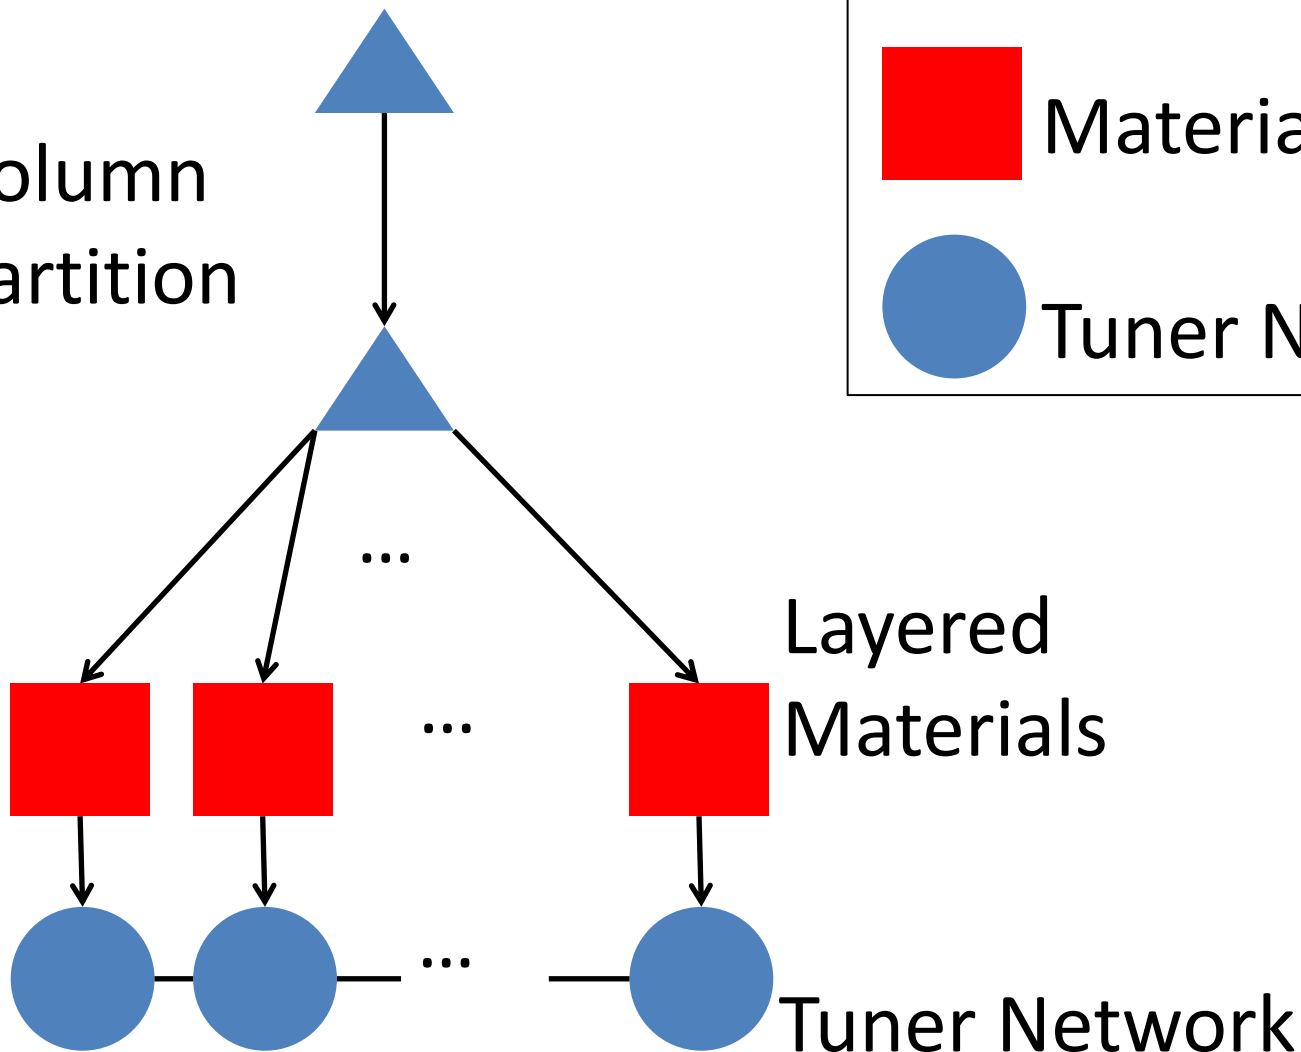 olumn
artition
Materia
Tuner N
...
Layered
Materials
...
...
Tuner Network